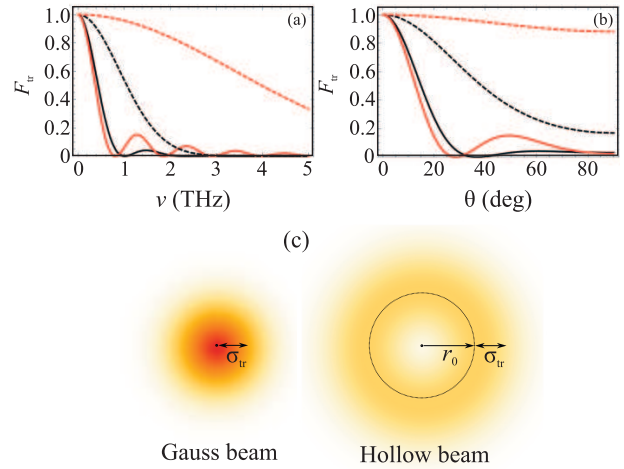 (a)
F_tr
1.0
0.8
0.6
0.4
0.2
0
0 1 2 3 4 5
ν (THz)
(b)
F_tr
1.0
0.8
0.6
0.4
0.2
0
0 20 40 60 80
θ (deg)
(c)
σ_tr
r_0 σ_tr
Gauss beam Hollow beam